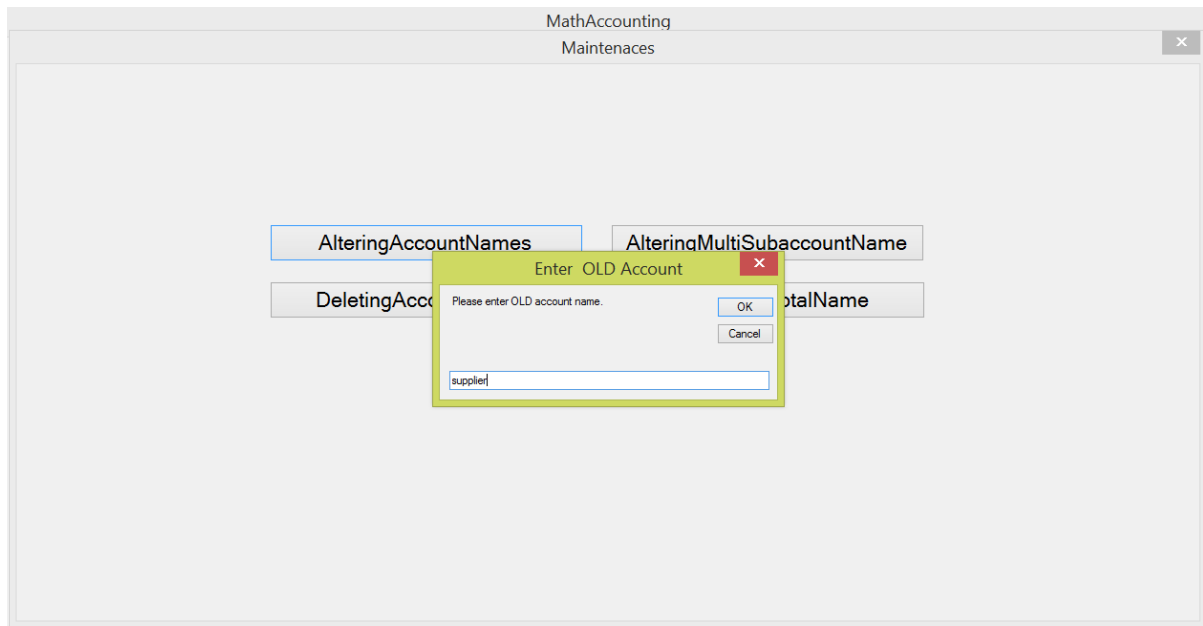 MathAccounting
Maintenaces
AlteringAccountNames
AlteringMultiSubaccountName
Enter OLD Account
Please enter OLD account name.
OK
Cancel
supplier